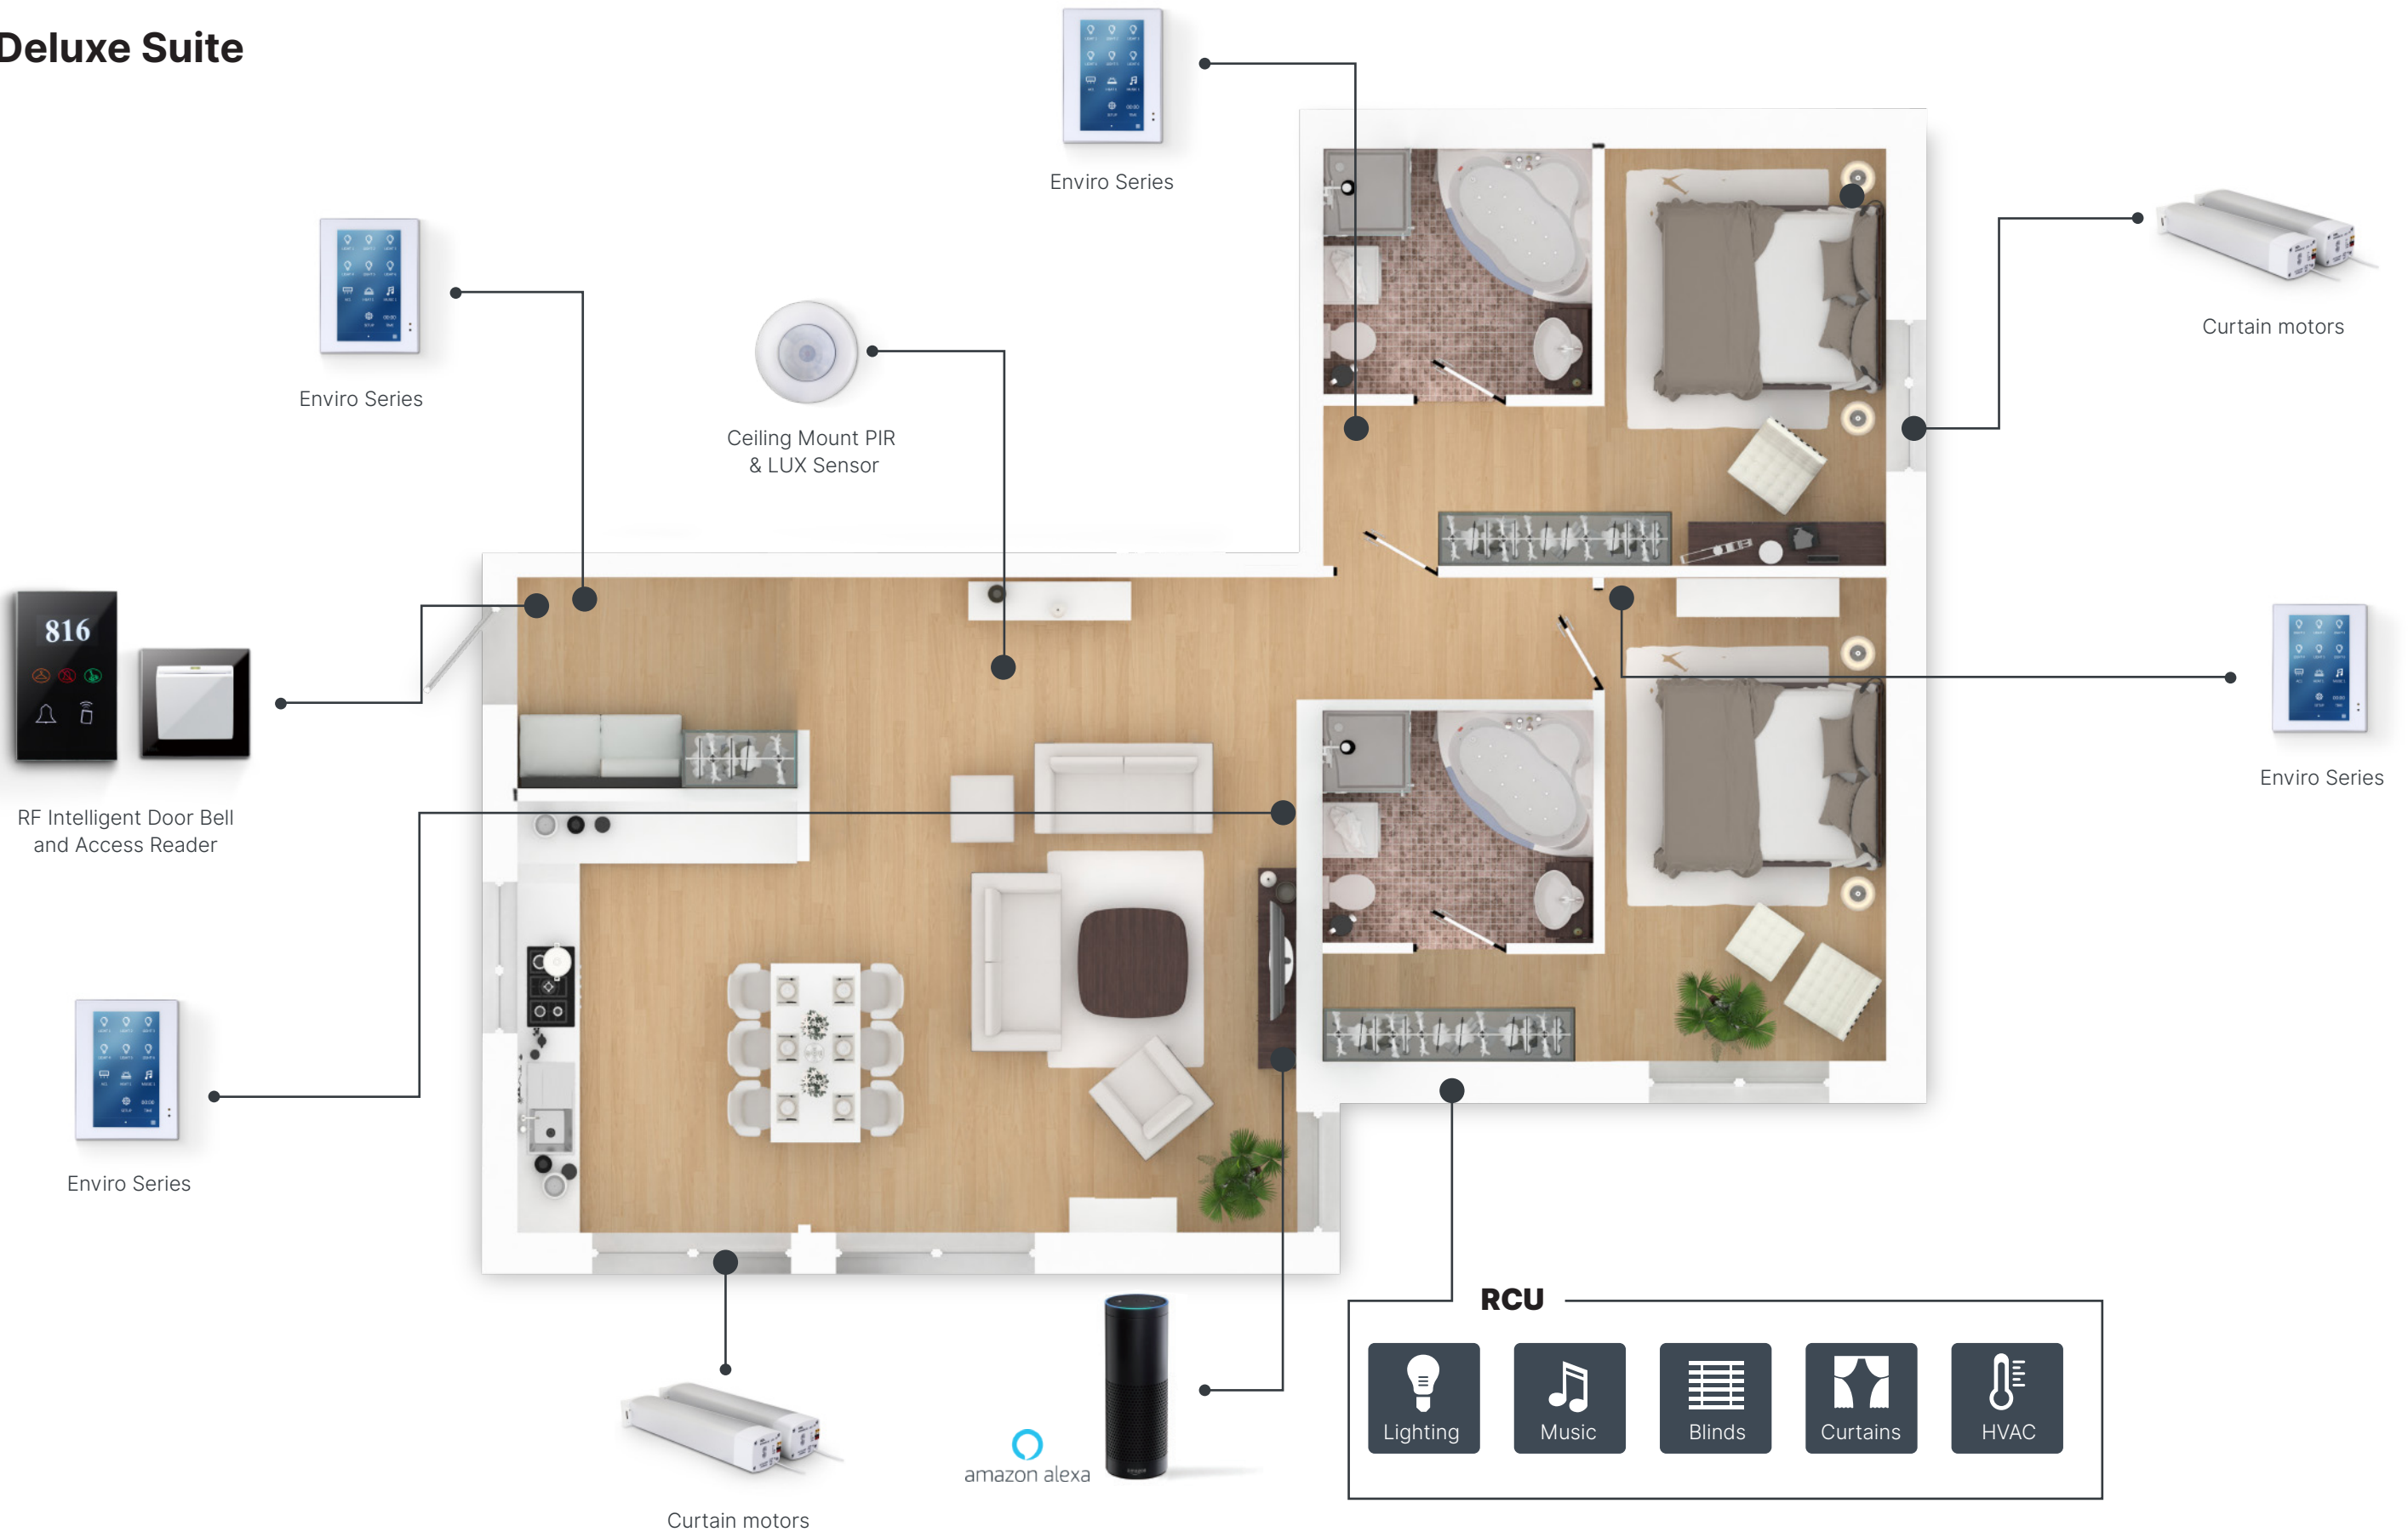 Deluxe Suite
Enviro Series
Enviro Series
Ceiling Mount PIR
& LUX Sensor
Curtain motors
816
RF Intelligent Door Bell
and Access Reader
Enviro Series
Enviro Series
RCU
Lighting
Music
Blinds
Curtains
HVAC
amazon alexa
Curtain motors